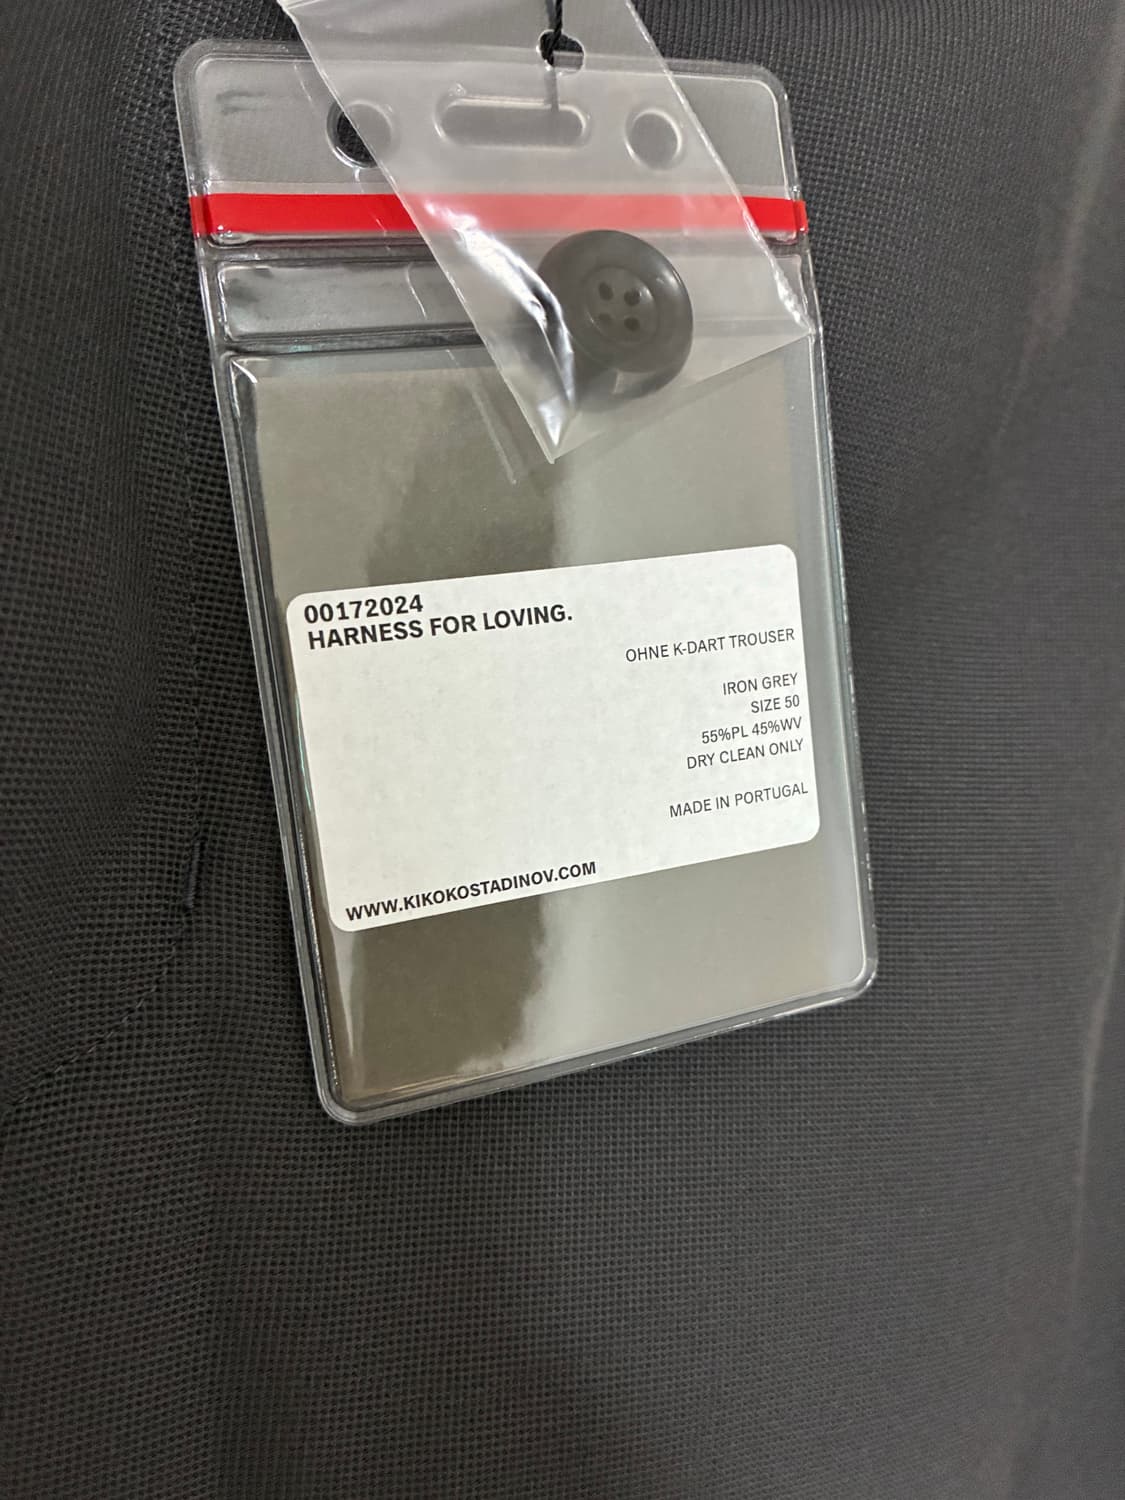 00172024
HARNESS FOR LOVING.
OHNE K-DART TROUSER
IRON GREY
SIZE 50
55%PL 45%WV
DRY CLEAN ONLY
MADE IN PORTUGAL
WWW.KIKOKOSTADINOV.COM